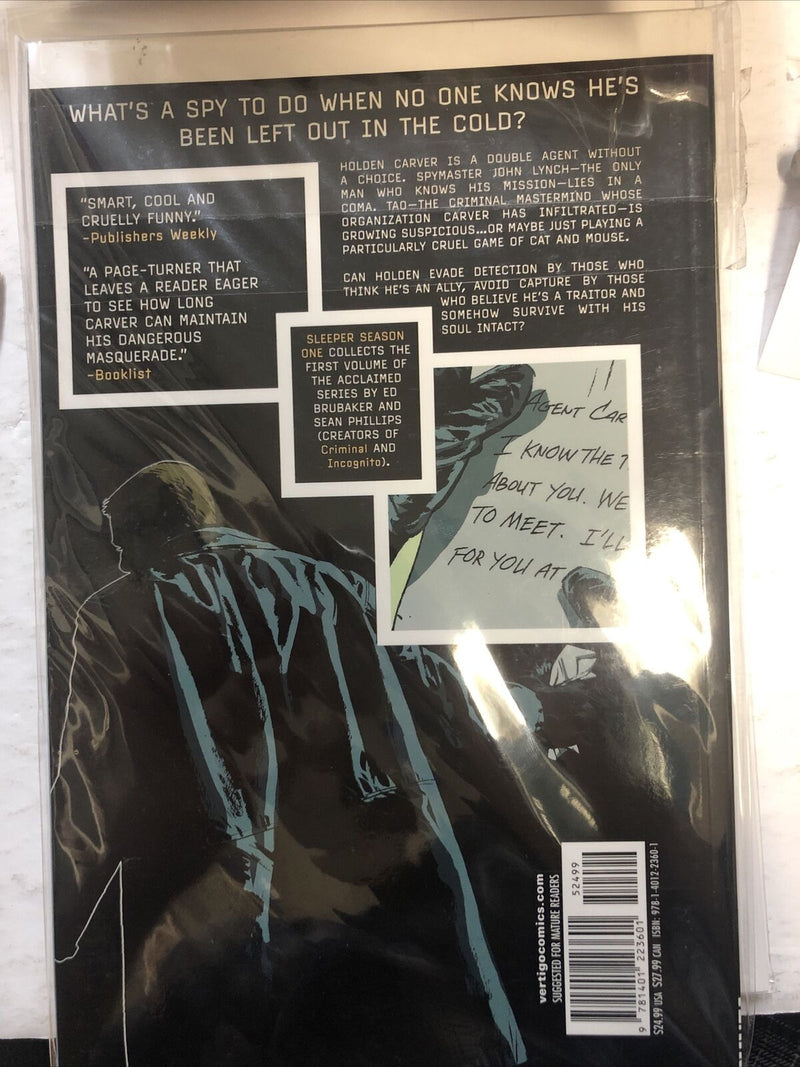 WHAT'S A SPY TO DO WHEN NO ONE KNOWS HE'S
BEEN LEFT OUT IN THE COLD?
"SMART, COOL AND
CRUELLY FUNNY."
–Publishers Weekly
"A PAGE-TURNER THAT
LEAVES A READER EAGER
TO SEE HOW LONG
CARVER CAN MAINTAIN
HIS DANGEROUS
MASQUERADE."
–Booklist
HOLDEN CARVER IS A DOUBLE AGENT WITHOUT
A CHOICE. SPYMASTER JOHN LYNCH—THE ONLY
MAN WHO KNOWS HIS MISSION—LIES IN A
COMA. TAO—THE CRIMINAL MASTERMIND WHOSE
ORGANIZATION CARVER HAS INFILTRATED—IS
GROWING SUSPICIOUS...OR MAYBE JUST PLAYING A
PARTICULARLY CRUEL GAME OF CAT AND MOUSE.
CAN HOLDEN EVADE DETECTION BY THOSE WHO
THINK HE'S AN ALLY, AVOID CAPTURE BY THOSE
WHO BELIEVE HE'S A TRAITOR AND
SOMEHOW SURVIVE WITH HIS
SOUL INTACT?
SLEEPER SEASON
ONE COLLECTS THE
FIRST VOLUME OF
THE ACCLAIMED
SERIES BY ED
BRUBAKER AND
SEAN PHILLIPS
(CREATORS OF
Criminal AND
Incognito).
AGENT CAR
I KNOW THE T
ABOUT YOU. WE
TO MEET. I'LL
FOR YOU AT
vertigocomics.com
SUGGESTED FOR MATURE READERS
52499
9 781401 223601
$24.99 USA $27.99 CAN ISBN: 978-1-4012-2360-1